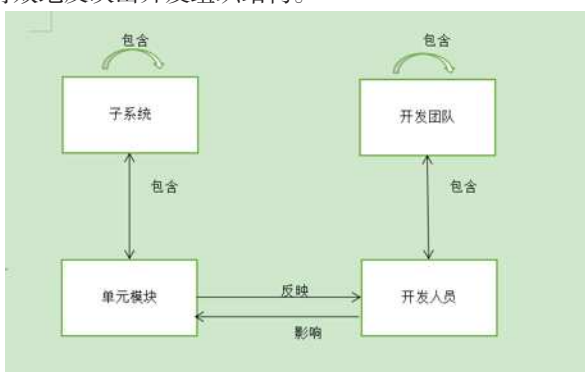 包含 包含
子系统 开发团队
包含 包含
单元模块 反映 开发人员
影响